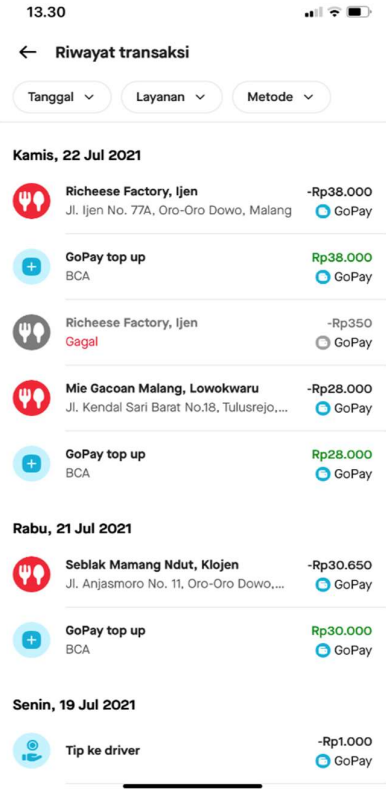 13.30
Riwayat transaksi
Tanggal Layanan Metode
Kamis, 22 Jul 2021
Richeese Factory, Ijen -Rp38.000
Jl. Ijen No. 77A, Oro-Oro Dowo, Malang GoPay
GoPay top up Rp38.000
BCA GoPay
Richeese Factory, Ijen -Rp350
Gagal GoPay
Mie Gacoan Malang, Lowokwaru -Rp28.000
Jl. Kendal Sari Barat No.18, Tulusrejo,... GoPay
GoPay top up Rp28.000
BCA GoPay
Rabu, 21 Jul 2021
Seblak Mamang Ndut, Klojen -Rp30.650
Jl. Anjasmoro No. 11, Oro-Oro Dowo,... GoPay
GoPay top up Rp30.000
BCA GoPay
Senin, 19 Jul 2021
Tip ke driver -Rp1.000
GoPay